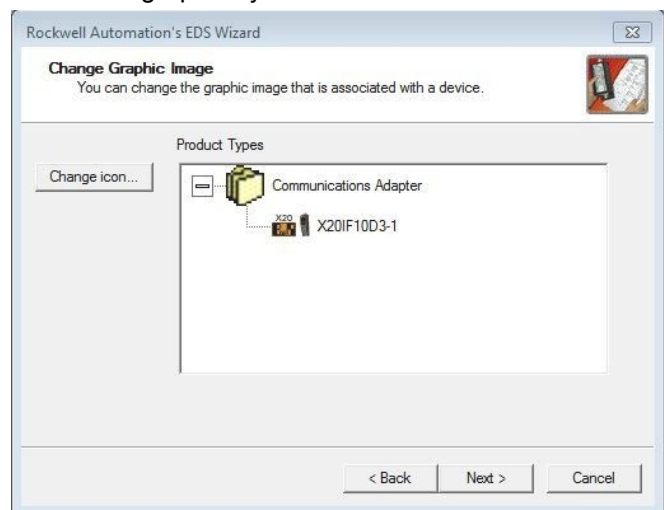 Rockwell Automation's EDS Wizard
Change Graphic Image
You can change the graphic image that is associated with a device.
Product Types
Change icon...
Communications Adapter
X20
X20IF10D3-1
< Back
Next >
Cancel